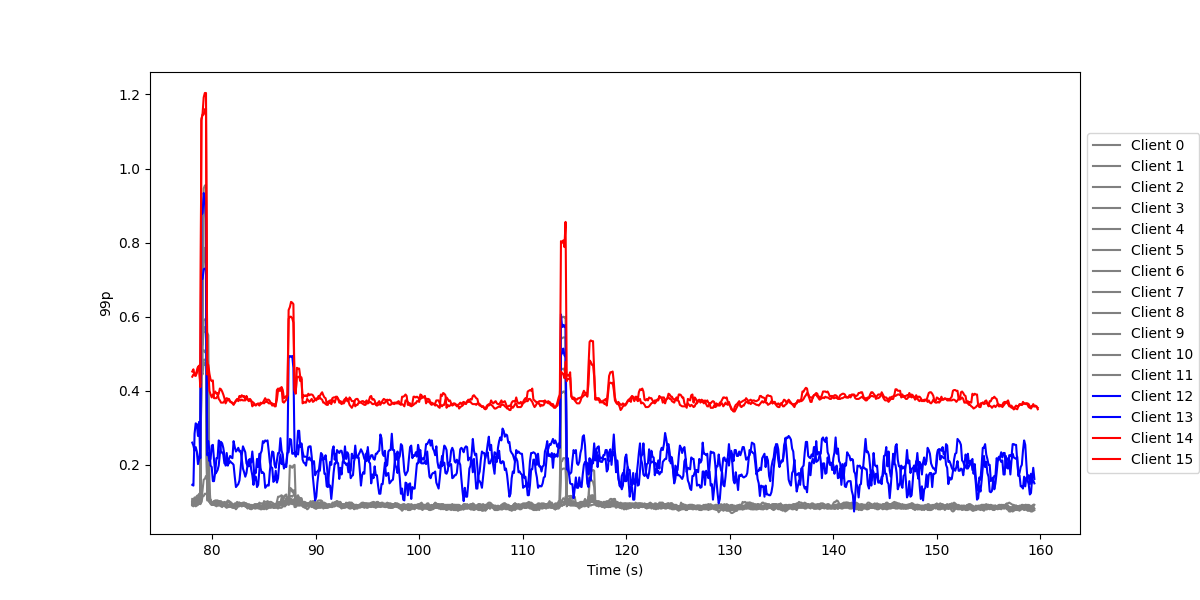 1.2
1.0
0.8
0.6
0.4
0.2
99p
80 90 100 110 120 130 140 150 160
Time (s)
Client 0
Client 1
Client 2
Client 3
Client 4
Client 5
Client 6
Client 7
Client 8
Client 9
Client 10
Client 11
Client 12
Client 13
Client 14
Client 15